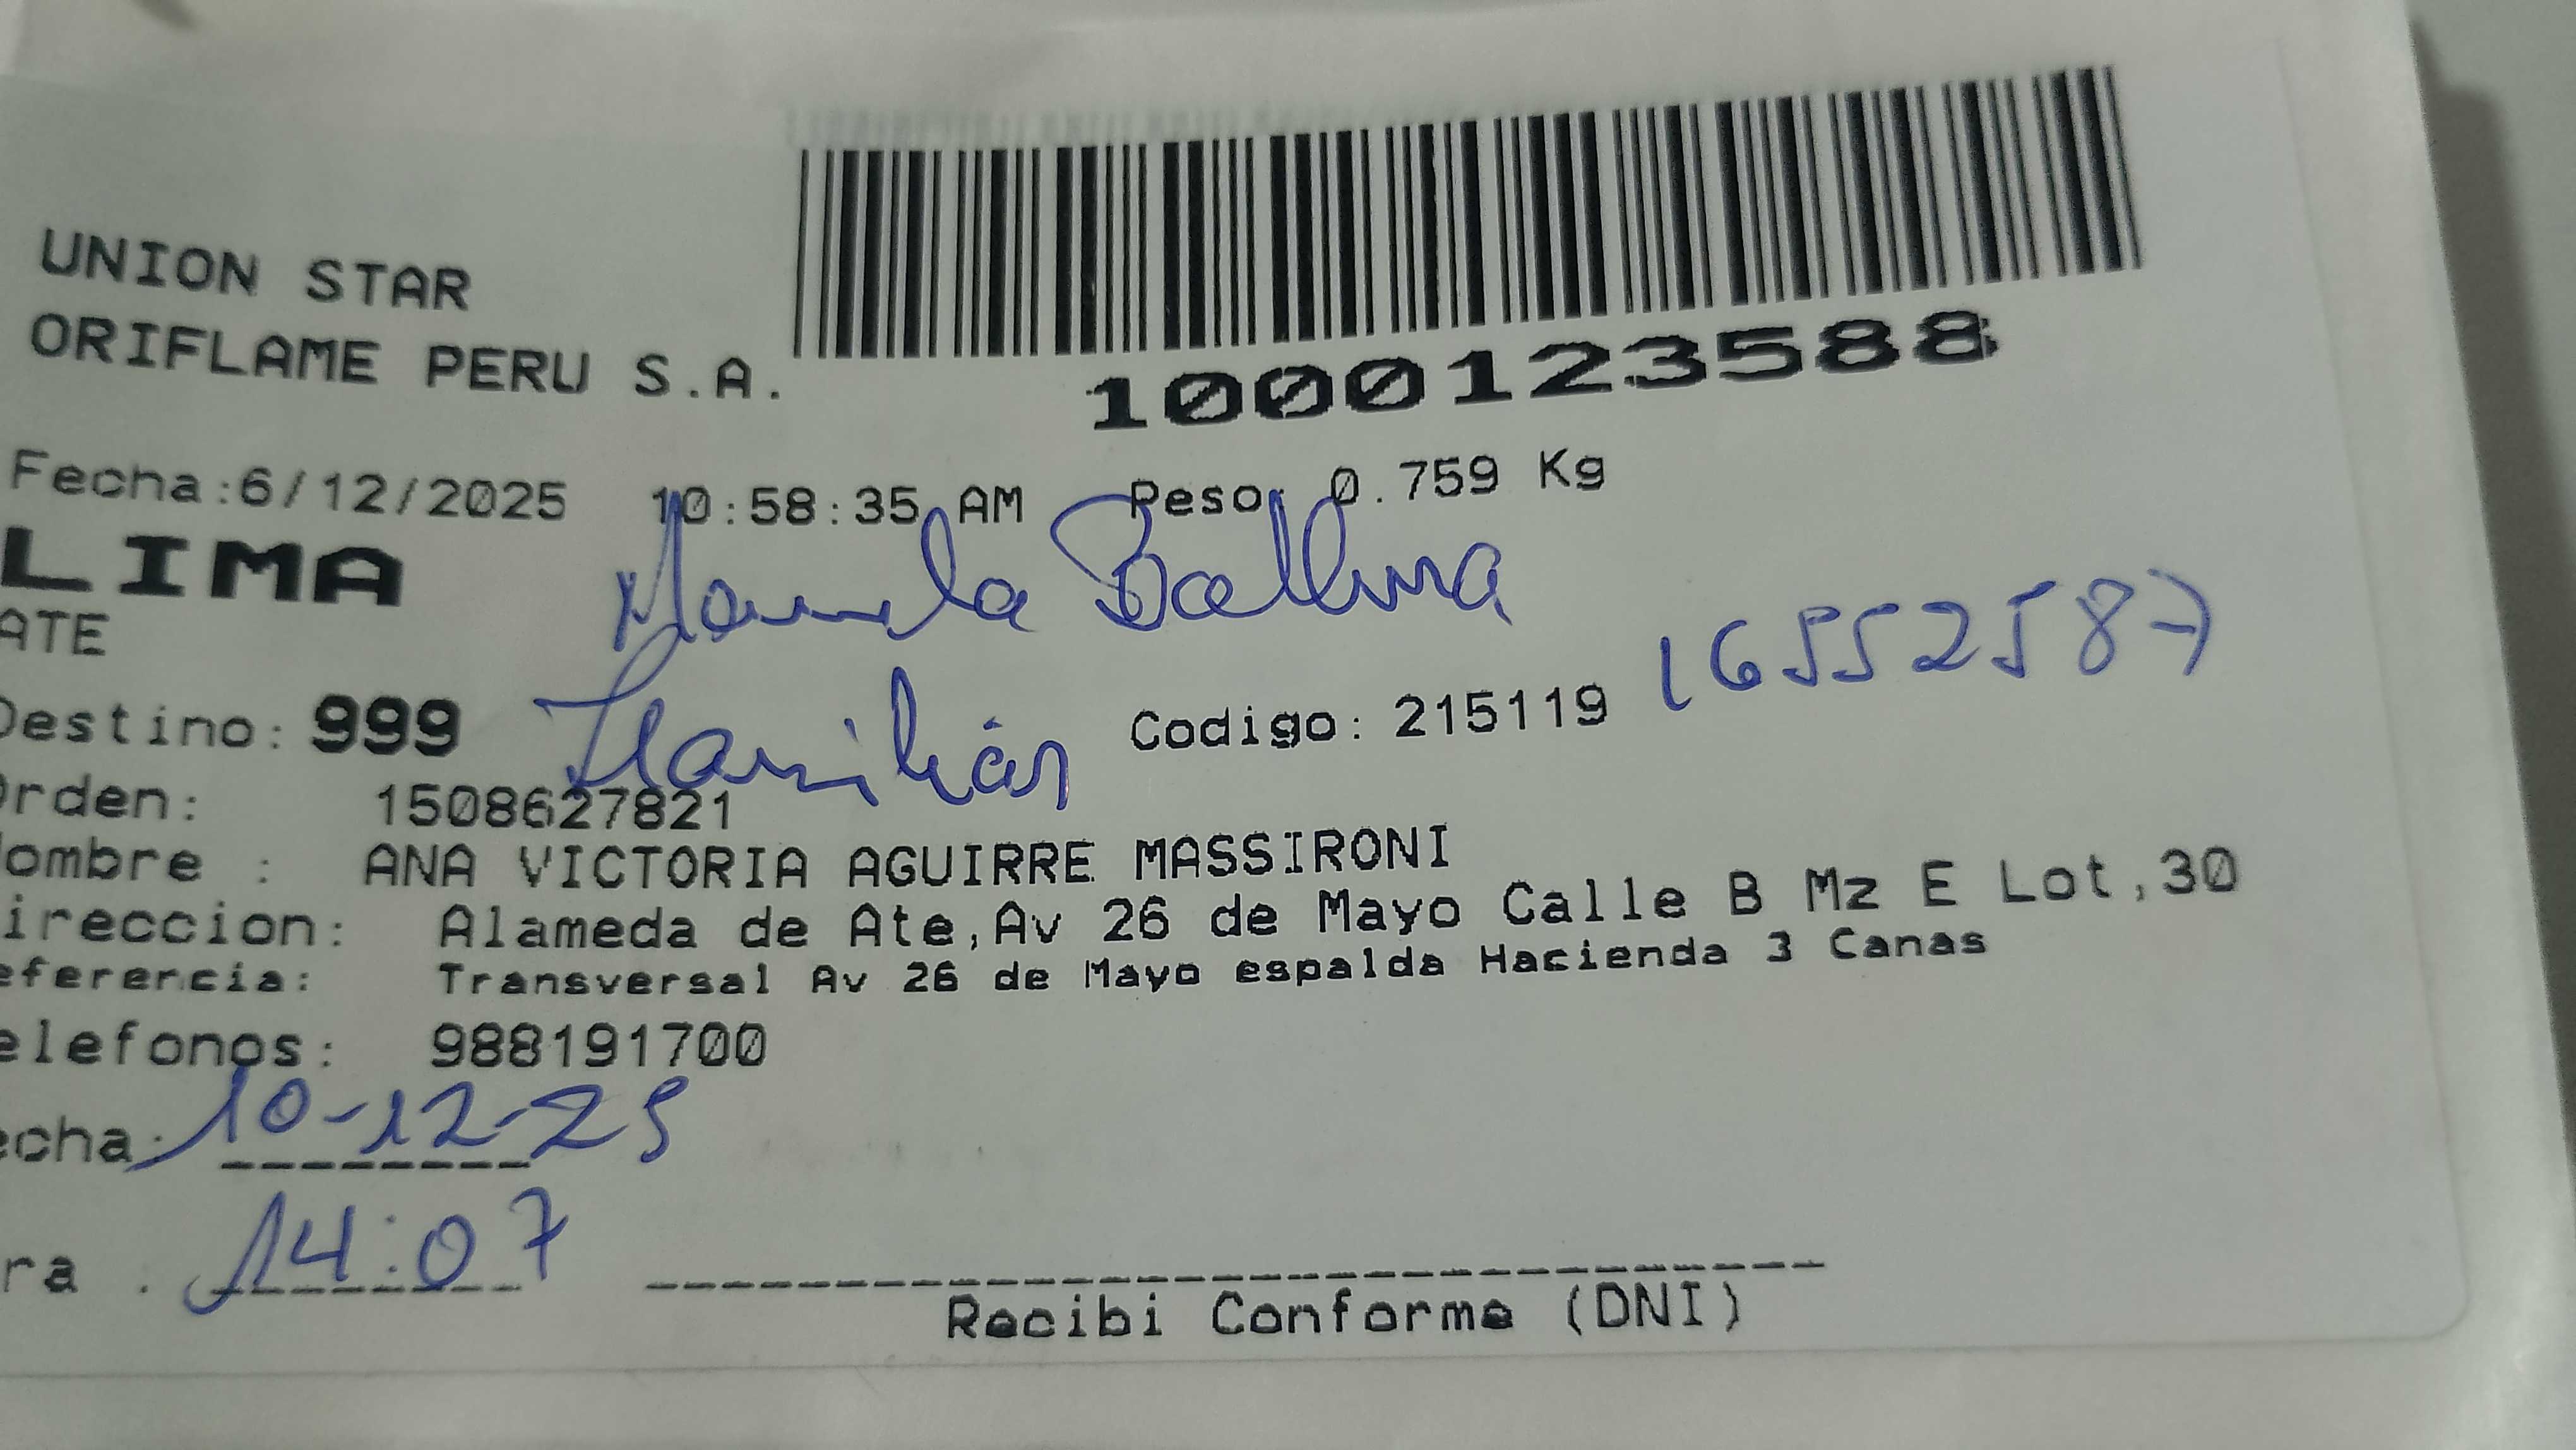 UNION STAR
ORIFLAME PERU S.A.
1000123588
Fecha:6/12/2025 10:58:35 AM Peso: 0.759 Kg
LIMA
ATE
Manuela Ballena
16552587
Destino: 999 Familiar Codigo: 215119
Orden: 1508627821
ombre : ANA VICTORIA AGUIRRE MASSIRONI
ireccion: Alameda de Ate,Av 26 de Mayo Calle B Mz E Lot,30
eferencia: Transversal Av 26 de Mayo espalda Hacienda 3 Canas
elefonos: 988191700
echa: 10-12-25
ra . 14:07
Recibi Conforme (DNI)